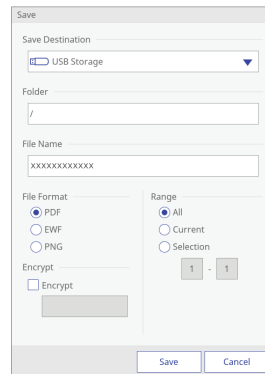 Save
Save Destination
USB Storage
Folder
/
File Name
xxxxxxxxxxxx
File Format
PDF
EWF
PNG
Encrypt
Encrypt
Range
All
Current
Selection
1 - 1
Save Cancel